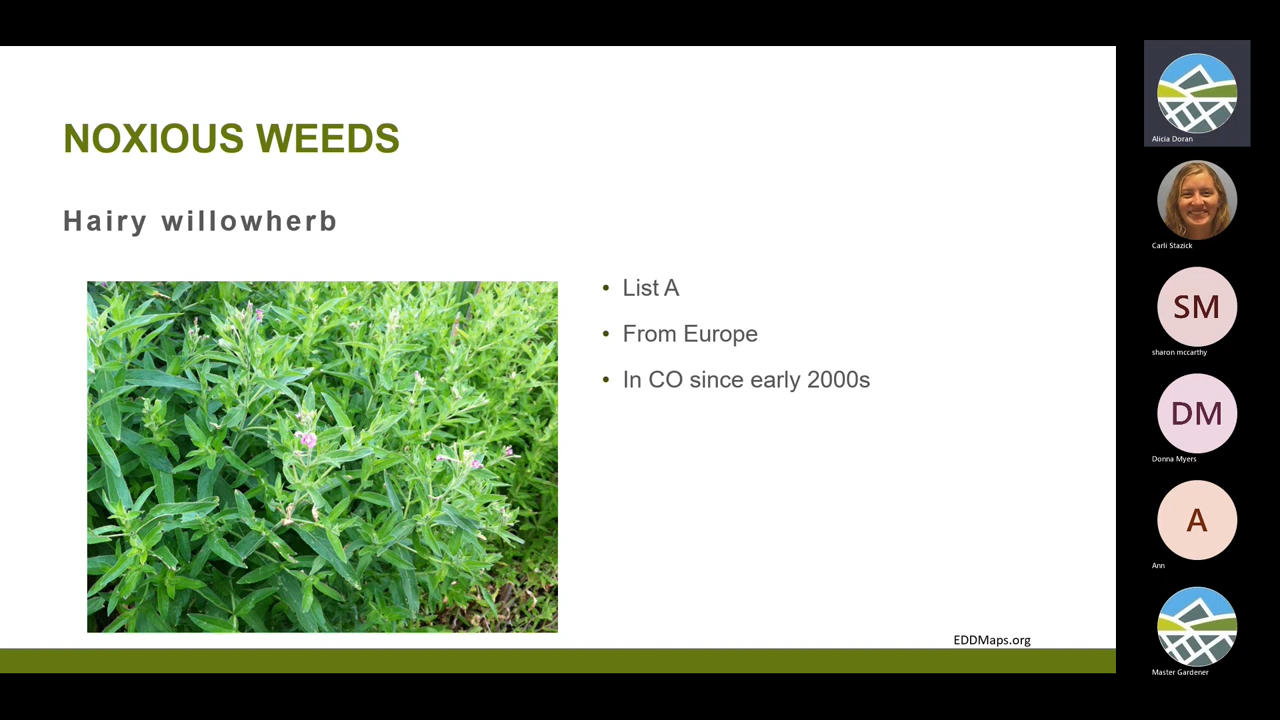 NOXIOUS WEEDS
Hairy willowherb
• List A
• From Europe
• In CO since early 2000s
EDDMaps.org
Alicia Doran
Carli Stazick
SM
sharon mccarthy
DM
Donna Myers
A
Ann
Master Gardener